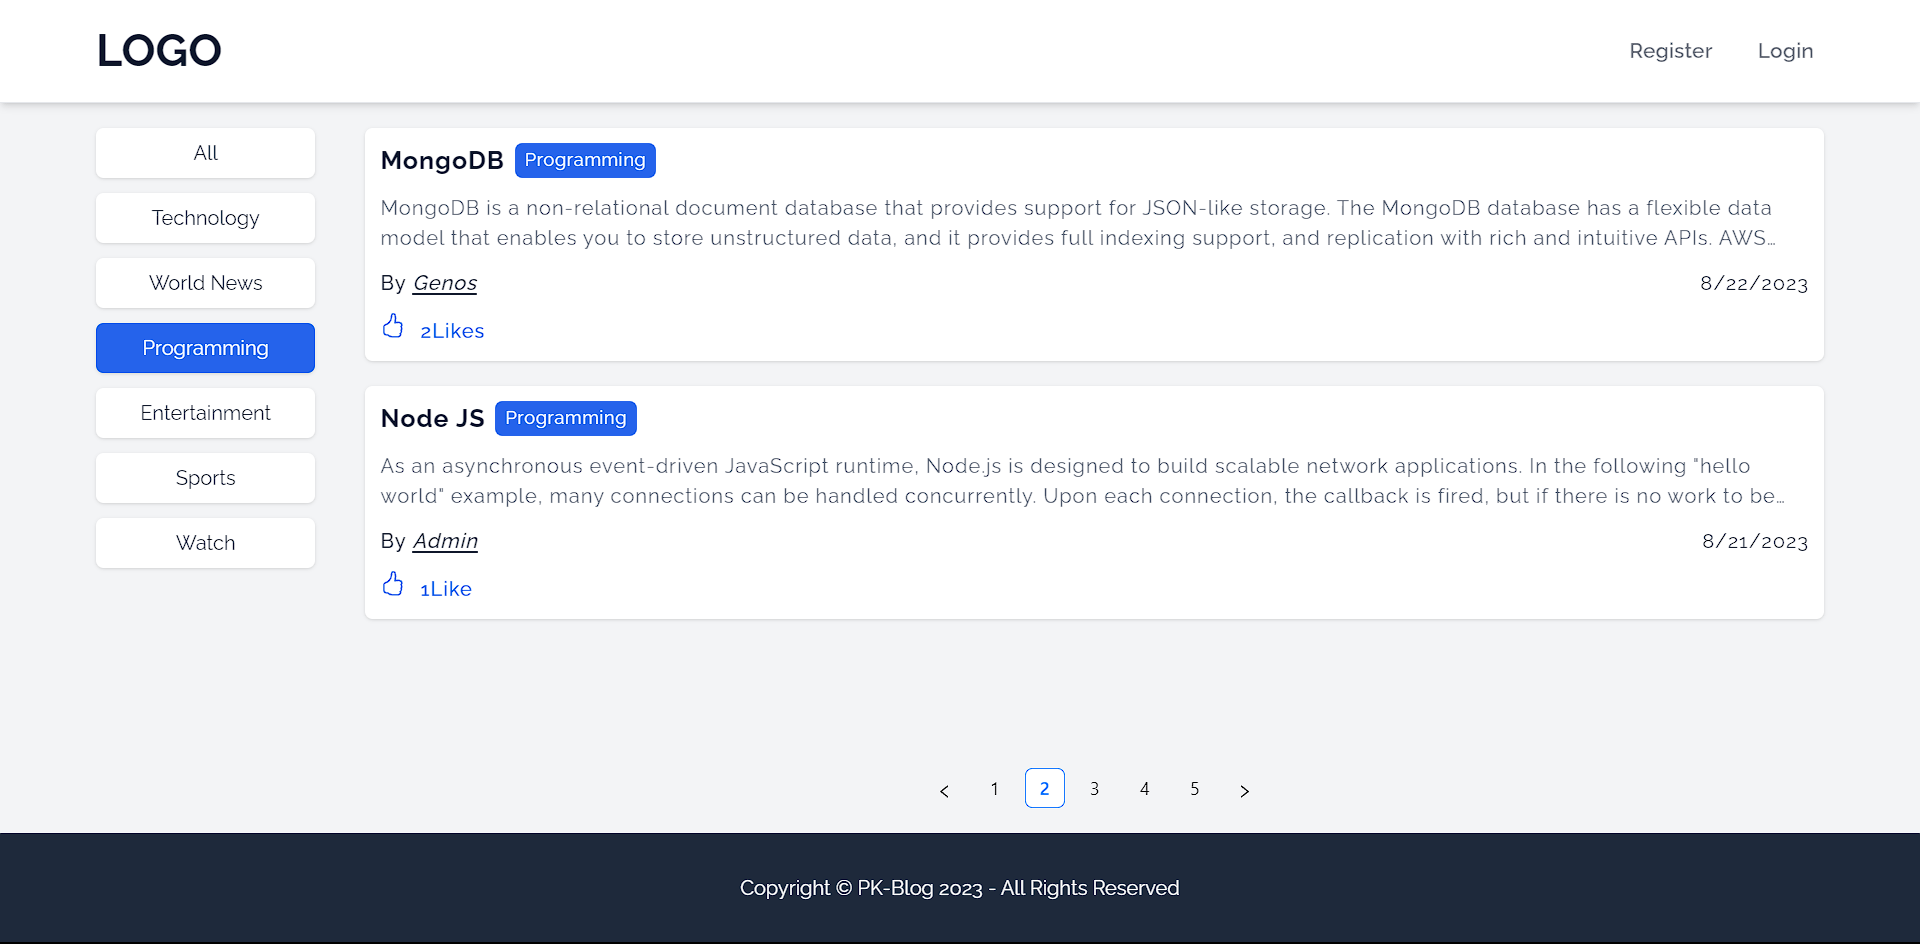 LOGO
Register
Login
All
Technology
World News
Programming
Entertainment
Sports
Watch
MongoDB
Programming
MongoDB is a non-relational document database that provides support for JSON-like storage. The MongoDB database has a flexible data
model that enables you to store unstructured data, and it provides full indexing support, and replication with rich and intuitive APIs. AWS…
By Genos
8/22/2023
2Likes
Node JS
Programming
As an asynchronous event-driven JavaScript runtime, Node.js is designed to build scalable network applications. In the following "hello
world" example, many connections can be handled concurrently. Upon each connection, the callback is fired, but if there is no work to be…
By Admin
8/21/2023
1Like
< 1 2 3 4 5 >
Copyright © PK-Blog 2023 - All Rights Reserved